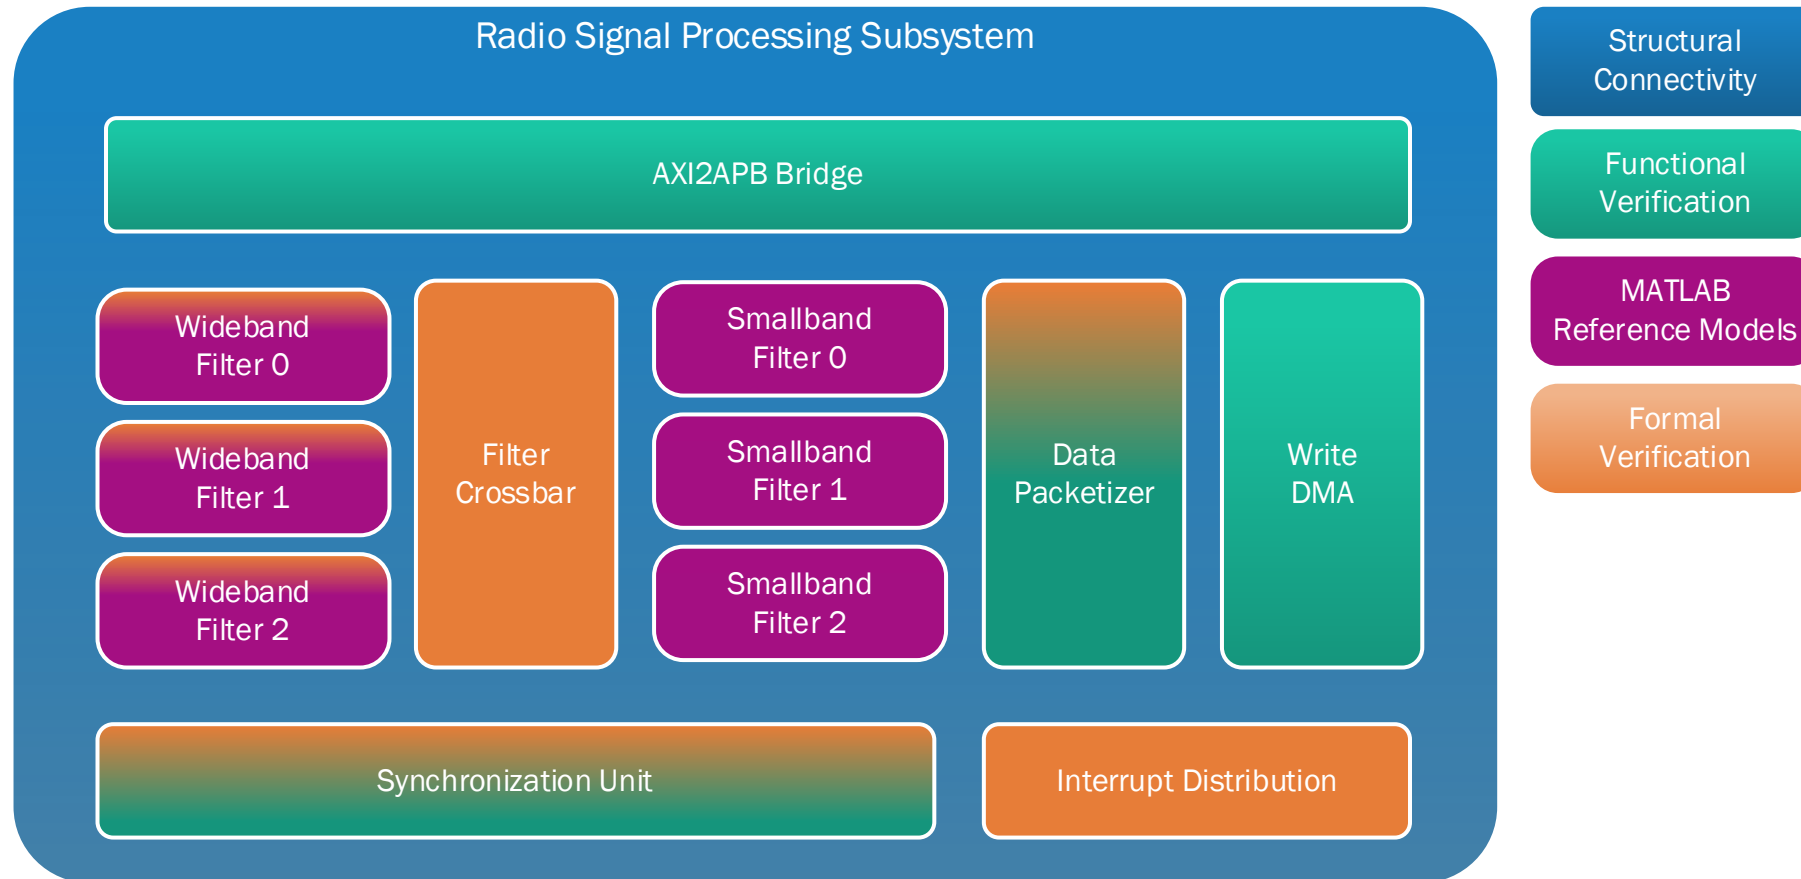 Radio Signal Processing Subsystem
AXI2APB Bridge
Wideband
Filter 0
Wideband
Filter 1
Wideband
Filter 2
Filter
Crossbar
Smallband
Filter 0
Smallband
Filter 1
Smallband
Filter 2
Data
Packetizer
Write
DMA
Synchronization Unit
Interrupt Distribution
Structural
Connectivity
Functional
Verification
MATLAB
Reference Models
Formal
Verification